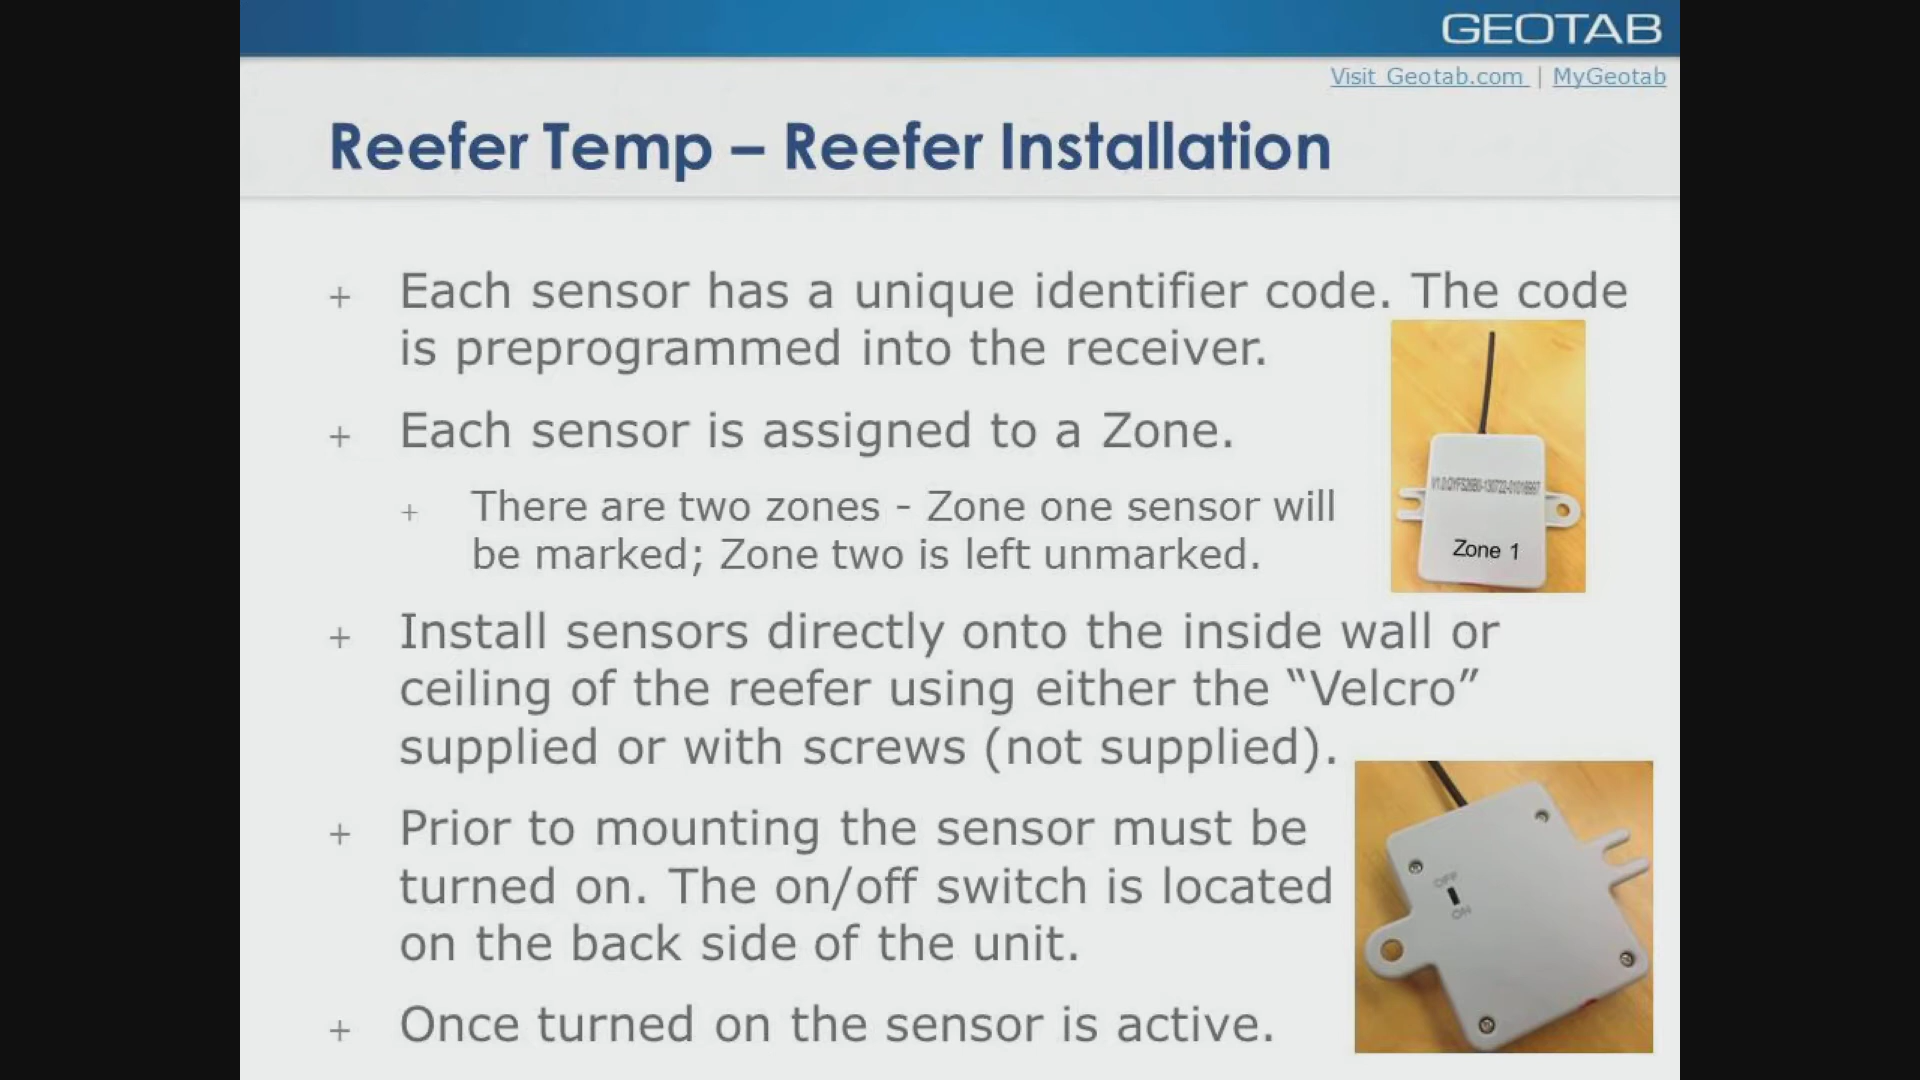 GEOTAB
Visit Geotab.com | MyGeotab
Reefer Temp – Reefer Installation
+ Each sensor has a unique identifier code. The code
is preprogrammed into the receiver.
+ Each sensor is assigned to a Zone.
+ There are two zones - Zone one sensor will
be marked; Zone two is left unmarked.
Zone 1
+ Install sensors directly onto the inside wall or
ceiling of the reefer using either the “Velcro”
supplied or with screws (not supplied).
+ Prior to mounting the sensor must be
turned on. The on/off switch is located
on the back side of the unit.
OFF
ON
+ Once turned on the sensor is active.